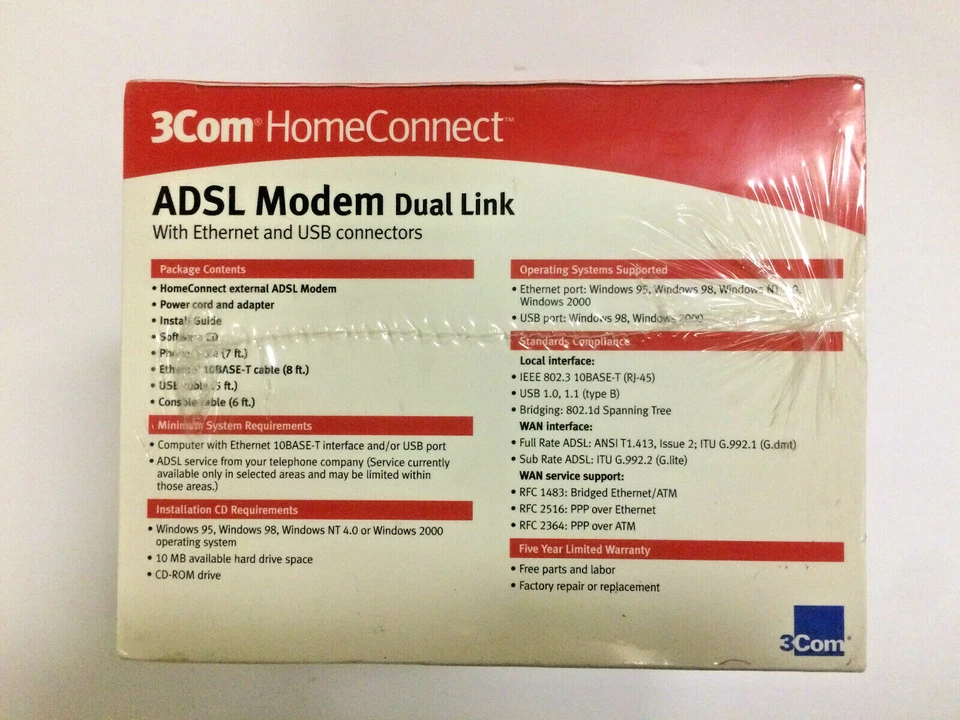 3Com® HomeConnect™
ADSL Modem Dual Link
With Ethernet and USB connectors
Package Contents
• HomeConnect external ADSL Modem
• Power cord and adapter
• Install Guide
• Software CD
• Phone cable (7 ft.)
• Ethernet 10BASE-T cable (8 ft.)
• USB cable (5 ft.)
• Console cable (6 ft.)
Minimum System Requirements
• Computer with Ethernet 10BASE-T interface and/or USB port
• ADSL service from your telephone company (Service currently
available only in selected areas and may be limited within
those areas.)
Installation CD Requirements
• Windows 95, Windows 98, Windows NT 4.0 or Windows 2000
operating system
• 10 MB available hard drive space
• CD-ROM drive
Operating Systems Supported
• Ethernet port: Windows 95, Windows 98, Windows NT 4.0,
Windows 2000
• USB port: Windows 98, Windows 2000
Standards Compliance
Local interface:
• IEEE 802.3 10BASE-T (RJ-45)
• USB 1.0, 1.1 (type B)
• Bridging: 802.1d Spanning Tree
WAN interface:
• Full Rate ADSL: ANSI T1.413, Issue 2; ITU G.992.1 (G.dmt)
• Sub Rate ADSL: ITU G.992.2 (G.lite)
WAN service support:
• RFC 1483: Bridged Ethernet/ATM
• RFC 2516: PPP over Ethernet
• RFC 2364: PPP over ATM
Five Year Limited Warranty
• Free parts and labor
• Factory repair or replacement
3Com®